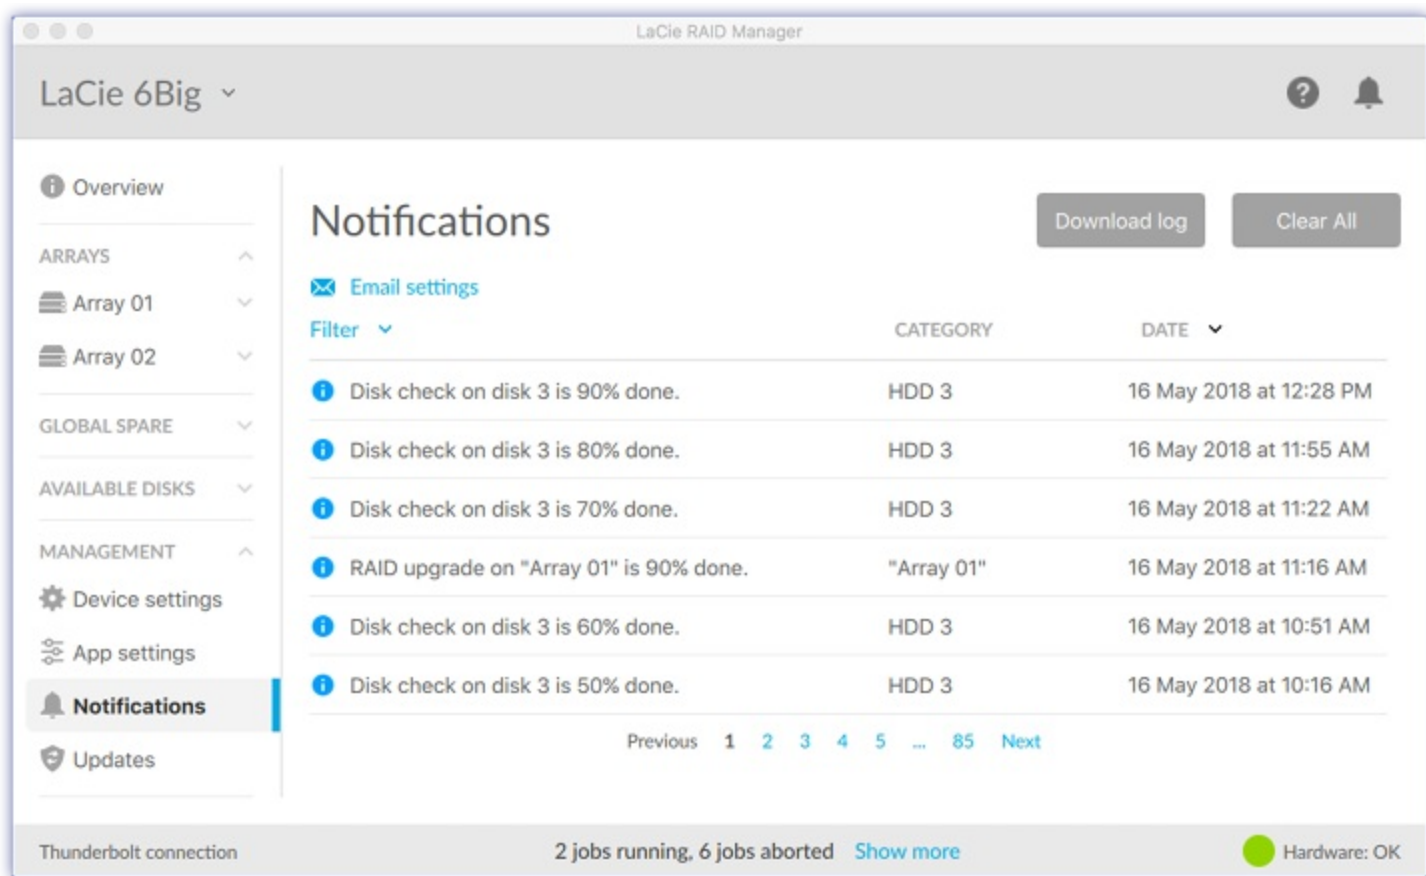 LaCie RAID Manager
LaCie 6Big
Overview
ARRAYS
Array 01
Array 02
GLOBAL SPARE
AVAILABLE DISKS
MANAGEMENT
Device settings
App settings
Notifications
Updates
Notifications
Download log
Clear All
Email settings
Filter CATEGORY DATE
Disk check on disk 3 is 90% done. HDD 3 16 May 2018 at 12:28 PM
Disk check on disk 3 is 80% done. HDD 3 16 May 2018 at 11:55 AM
Disk check on disk 3 is 70% done. HDD 3 16 May 2018 at 11:22 AM
RAID upgrade on "Array 01" is 90% done. "Array 01" 16 May 2018 at 11:16 AM
Disk check on disk 3 is 60% done. HDD 3 16 May 2018 at 10:51 AM
Disk check on disk 3 is 50% done. HDD 3 16 May 2018 at 10:16 AM
Previous 1 2 3 4 5 ... 85 Next
Thunderbolt connection 2 jobs running, 6 jobs aborted Show more Hardware: OK